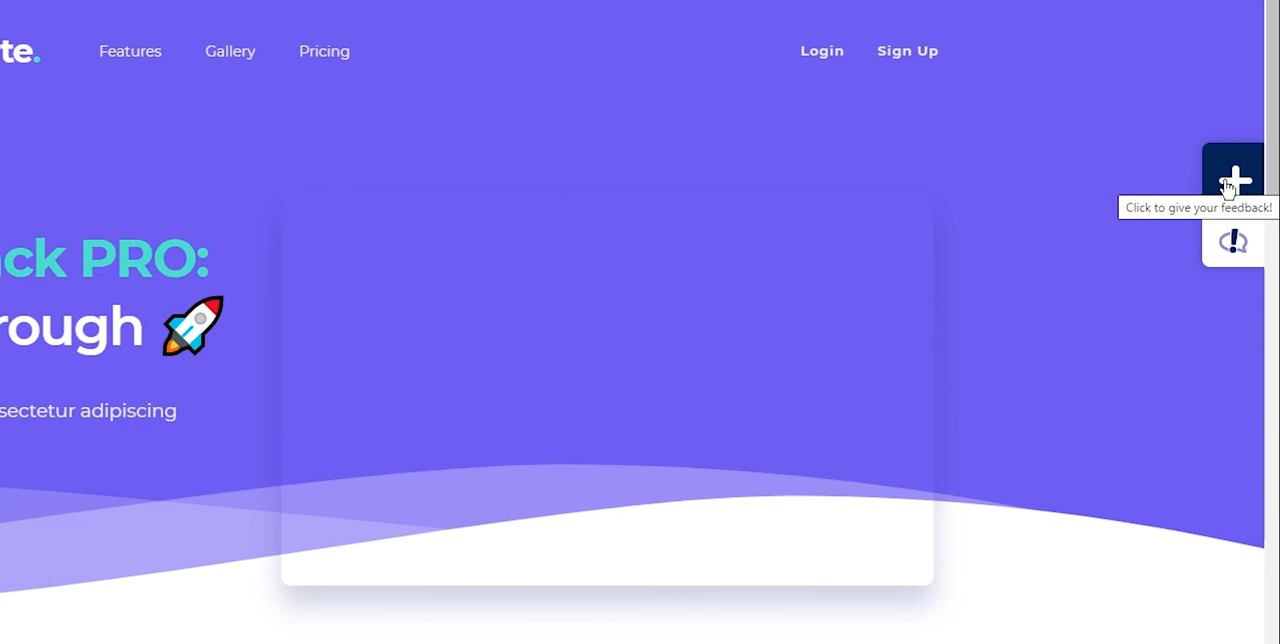 te.
Features
Gallery
Pricing
Login
Sign Up
Click to give your feedback!
ck PRO:
rough 🚀
sectetur adipiscing